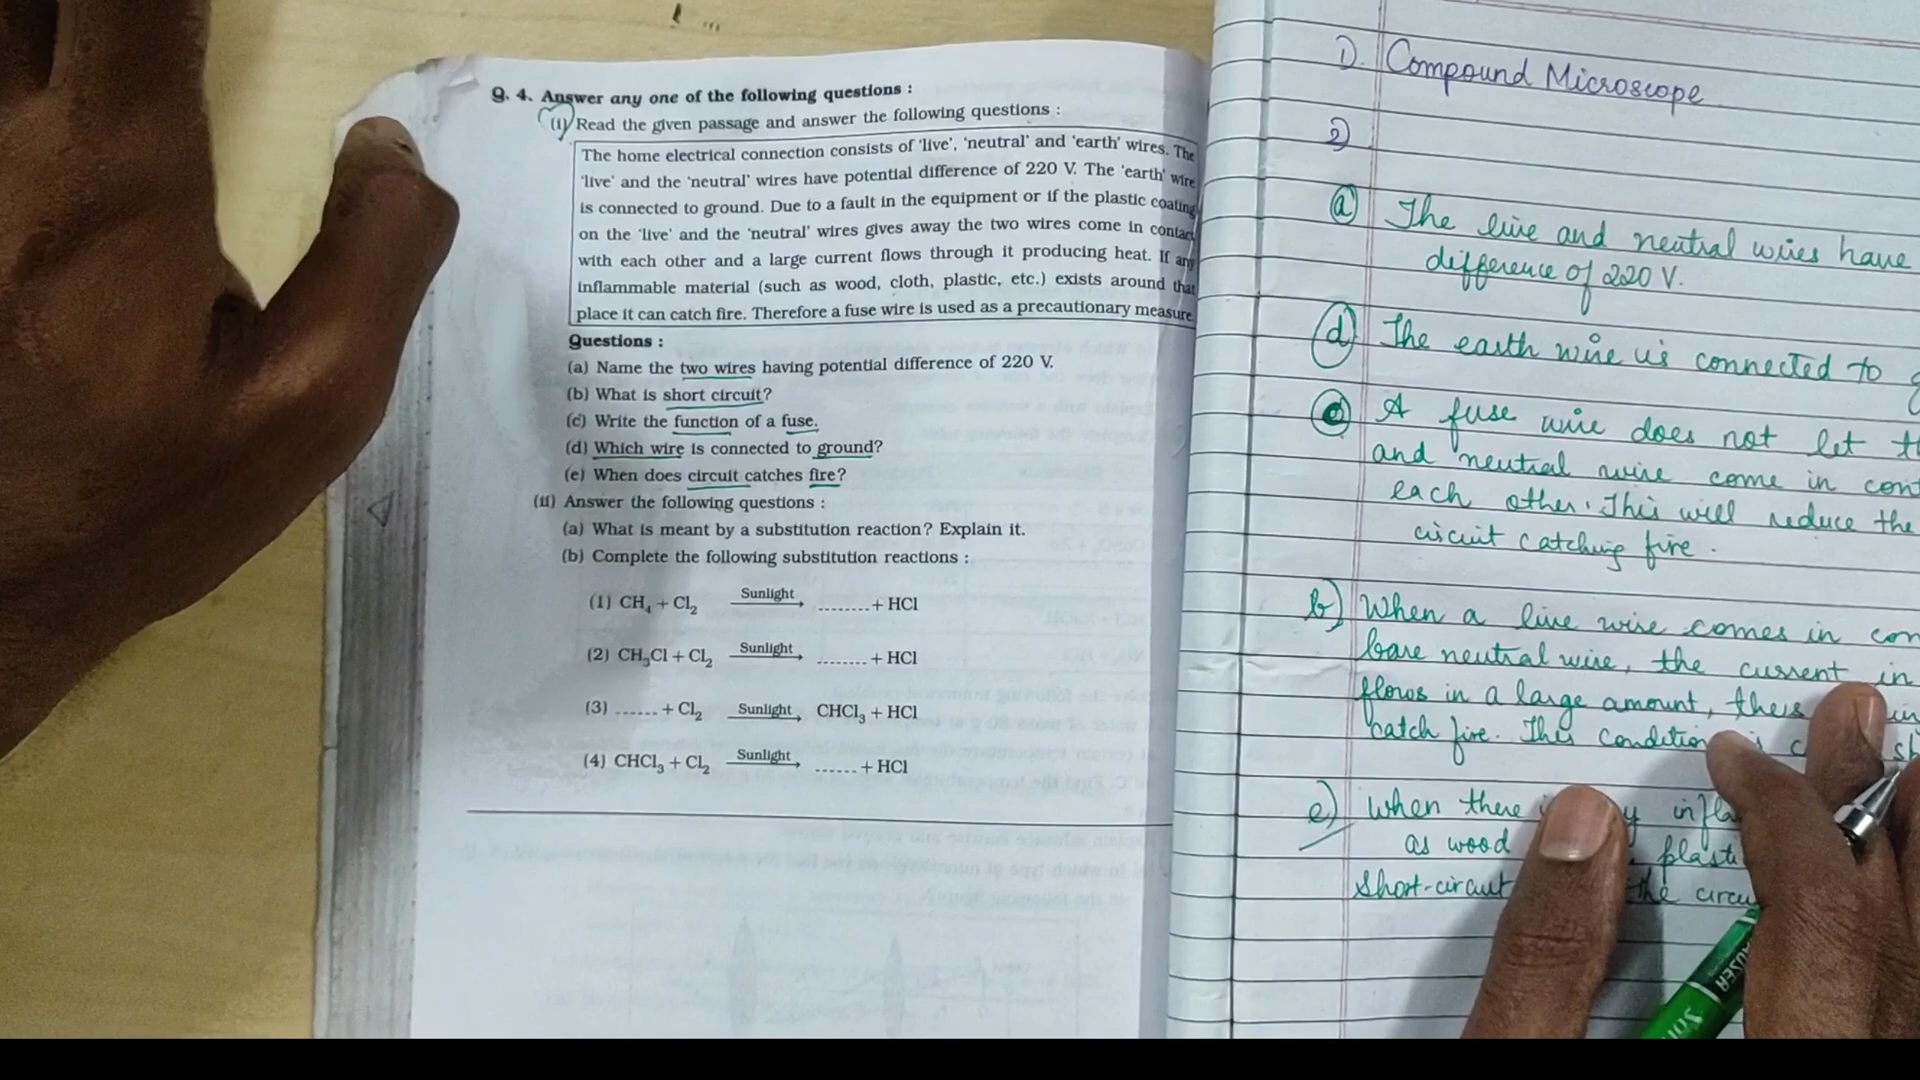 Q. 4. Answer any one of the following questions :
(i) Read the given passage and answer the following questions :
The home electrical connection consists of 'live', 'neutral' and 'earth' wires. The
'live' and the 'neutral' wires have potential difference of 220 V. The 'earth' wire
is connected to ground. Due to a fault in the equipment or if the plastic coating
on the 'live' and the 'neutral' wires gives away the two wires come in contact
with each other and a large current flows through it producing heat. If any
inflammable material (such as wood, cloth, plastic, etc.) exists around that
place it can catch fire. Therefore a fuse wire is used as a precautionary measure
Questions :
(a) Name the two wires having potential difference of 220 V.
(b) What is short circuit?
(c) Write the function of a fuse.
(d) Which wire is connected to ground?
(e) When does circuit catches fire?
(ii) Answer the following questions :
(a) What is meant by a substitution reaction? Explain it.
(b) Complete the following substitution reactions :
(1) CH₄ + Cl₂ Sunlight → ........ + HCl
(2) CH₃Cl + Cl₂ Sunlight → ........ + HCl
(3) ...... + Cl₂ Sunlight → CHCl₃ + HCl
(4) CHCl₃ + Cl₂ Sunlight → ...... + HCl
D. Compound Microscope
2)
(a) The live and neutral wires have
difference of 220 V.
(d) The earth wire is connected to
A fuse wire does not let
and neutral wire come in
each other. This will reduce the
circuit catching fire.
b) When a live wire comes in
bare neutral wire, the current in
flows in a large amount,
catch fire. This condition
e) when there
as wood
short-circuit the